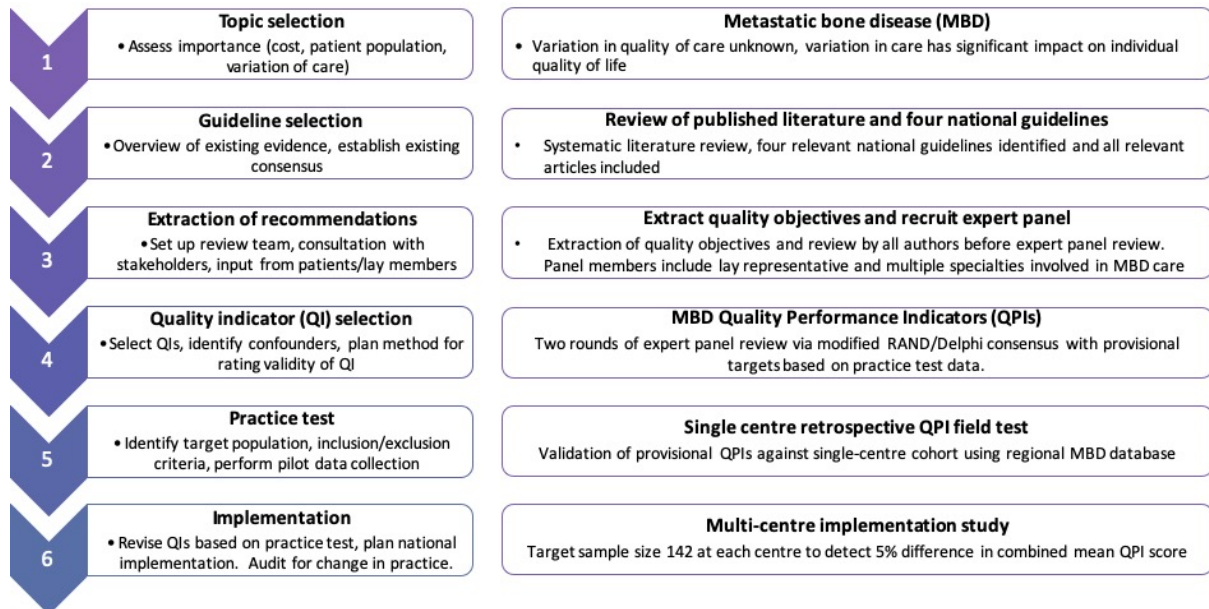 1
Topic selection
• Assess importance (cost, patient population,
variation of care)
Metastatic bone disease (MBD)
• Variation in quality of care unknown, variation in care has significant impact on individual
quality of life
2
Guideline selection
• Overview of existing evidence, establish existing
consensus
Review of published literature and four national guidelines
• Systematic literature review, four relevant national guidelines identified and all relevant
articles included
3
Extraction of recommendations
• Set up review team, consultation with
stakeholders, input from patients/lay members
Extract quality objectives and recruit expert panel
• Extraction of quality objectives and review by all authors before expert panel review.
Panel members include lay representative and multiple specialties involved in MBD care
4
Quality indicator (QI) selection
• Select QIs, identify confounders, plan method for
rating validity of QI
MBD Quality Performance Indicators (QPIs)
Two rounds of expert panel review via modified RAND/Delphi consensus with provisional
targets based on practice test data.
5
Practice test
• Identify target population, inclusion/exclusion
criteria, perform pilot data collection
Single centre retrospective QPI field test
Validation of provisional QPIs against single-centre cohort using regional MBD database
6
Implementation
• Revise QIs based on practice test, plan national
implementation. Audit for change in practice.
Multi-centre implementation study
Target sample size 142 at each centre to detect 5% difference in combined mean QPI score